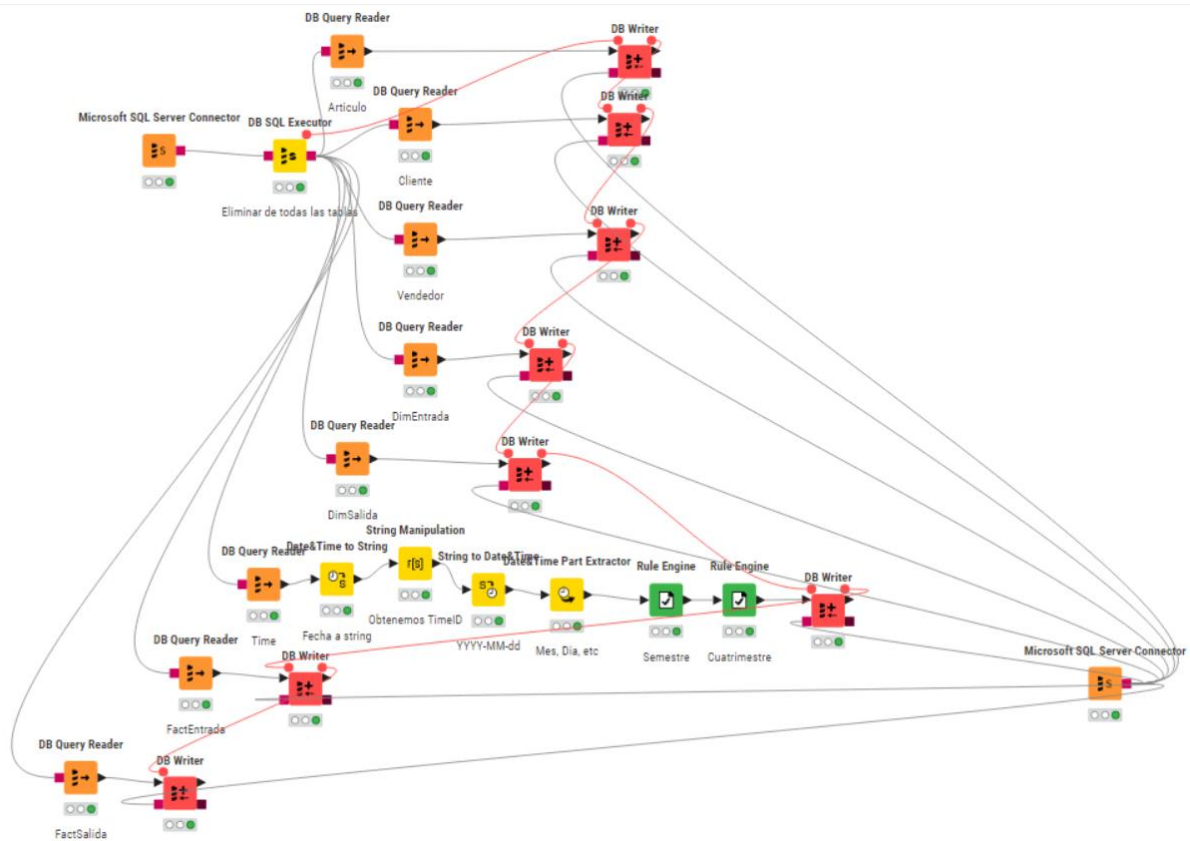 DB Query Reader
DB Writer
Articulo
DB Query Reader
DB Writer
Microsoft SQL Server Connector
DB SQL Executor
Cliente
Eliminar de todas las tablas
DB Query Reader
DB Writer
Vendedor
DB Query Reader
DB Writer
DimEntrada
DB Query Reader
DB Writer
DimSalida
String Manipulation
DB Query Reader
Date&Time to String
String to Date&Time
Date&Time Part Extractor
Rule Engine
Rule Engine
DB Writer
Time
Fecha a string
Obtenemos TimeID
YYYY-MM-dd
Mes, Dia, etc
Semestre
Cuatrimestre
DB Query Reader
DB Writer
Microsoft SQL Server Connector
FactEntrada
DB Query Reader
DB Writer
FactSalida